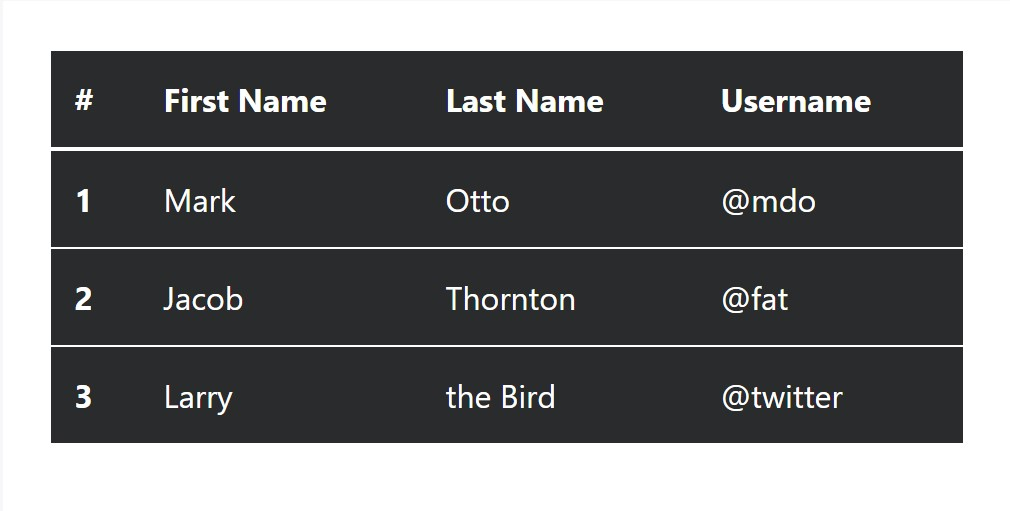 # First Name Last Name Username
1 Mark Otto @mdo
2 Jacob Thornton @fat
3 Larry the Bird @twitter